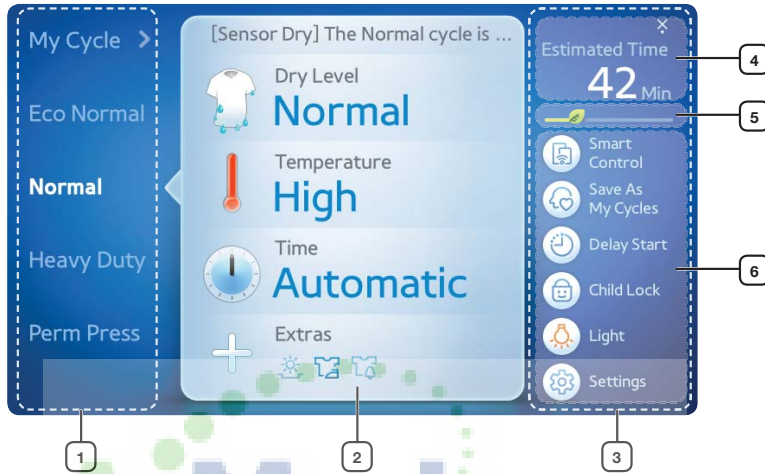 My Cycle >
Eco Normal
Normal
Heavy Duty
Perm Press
[Sensor Dry] The Normal cycle is ...
Dry Level
Normal
Temperature
High
Time
Automatic
Extras
Estimated Time
42 Min
Smart
Control
Save As
My Cycles
Delay Start
Child Lock
Light
Settings
4
5
6
1
2
3